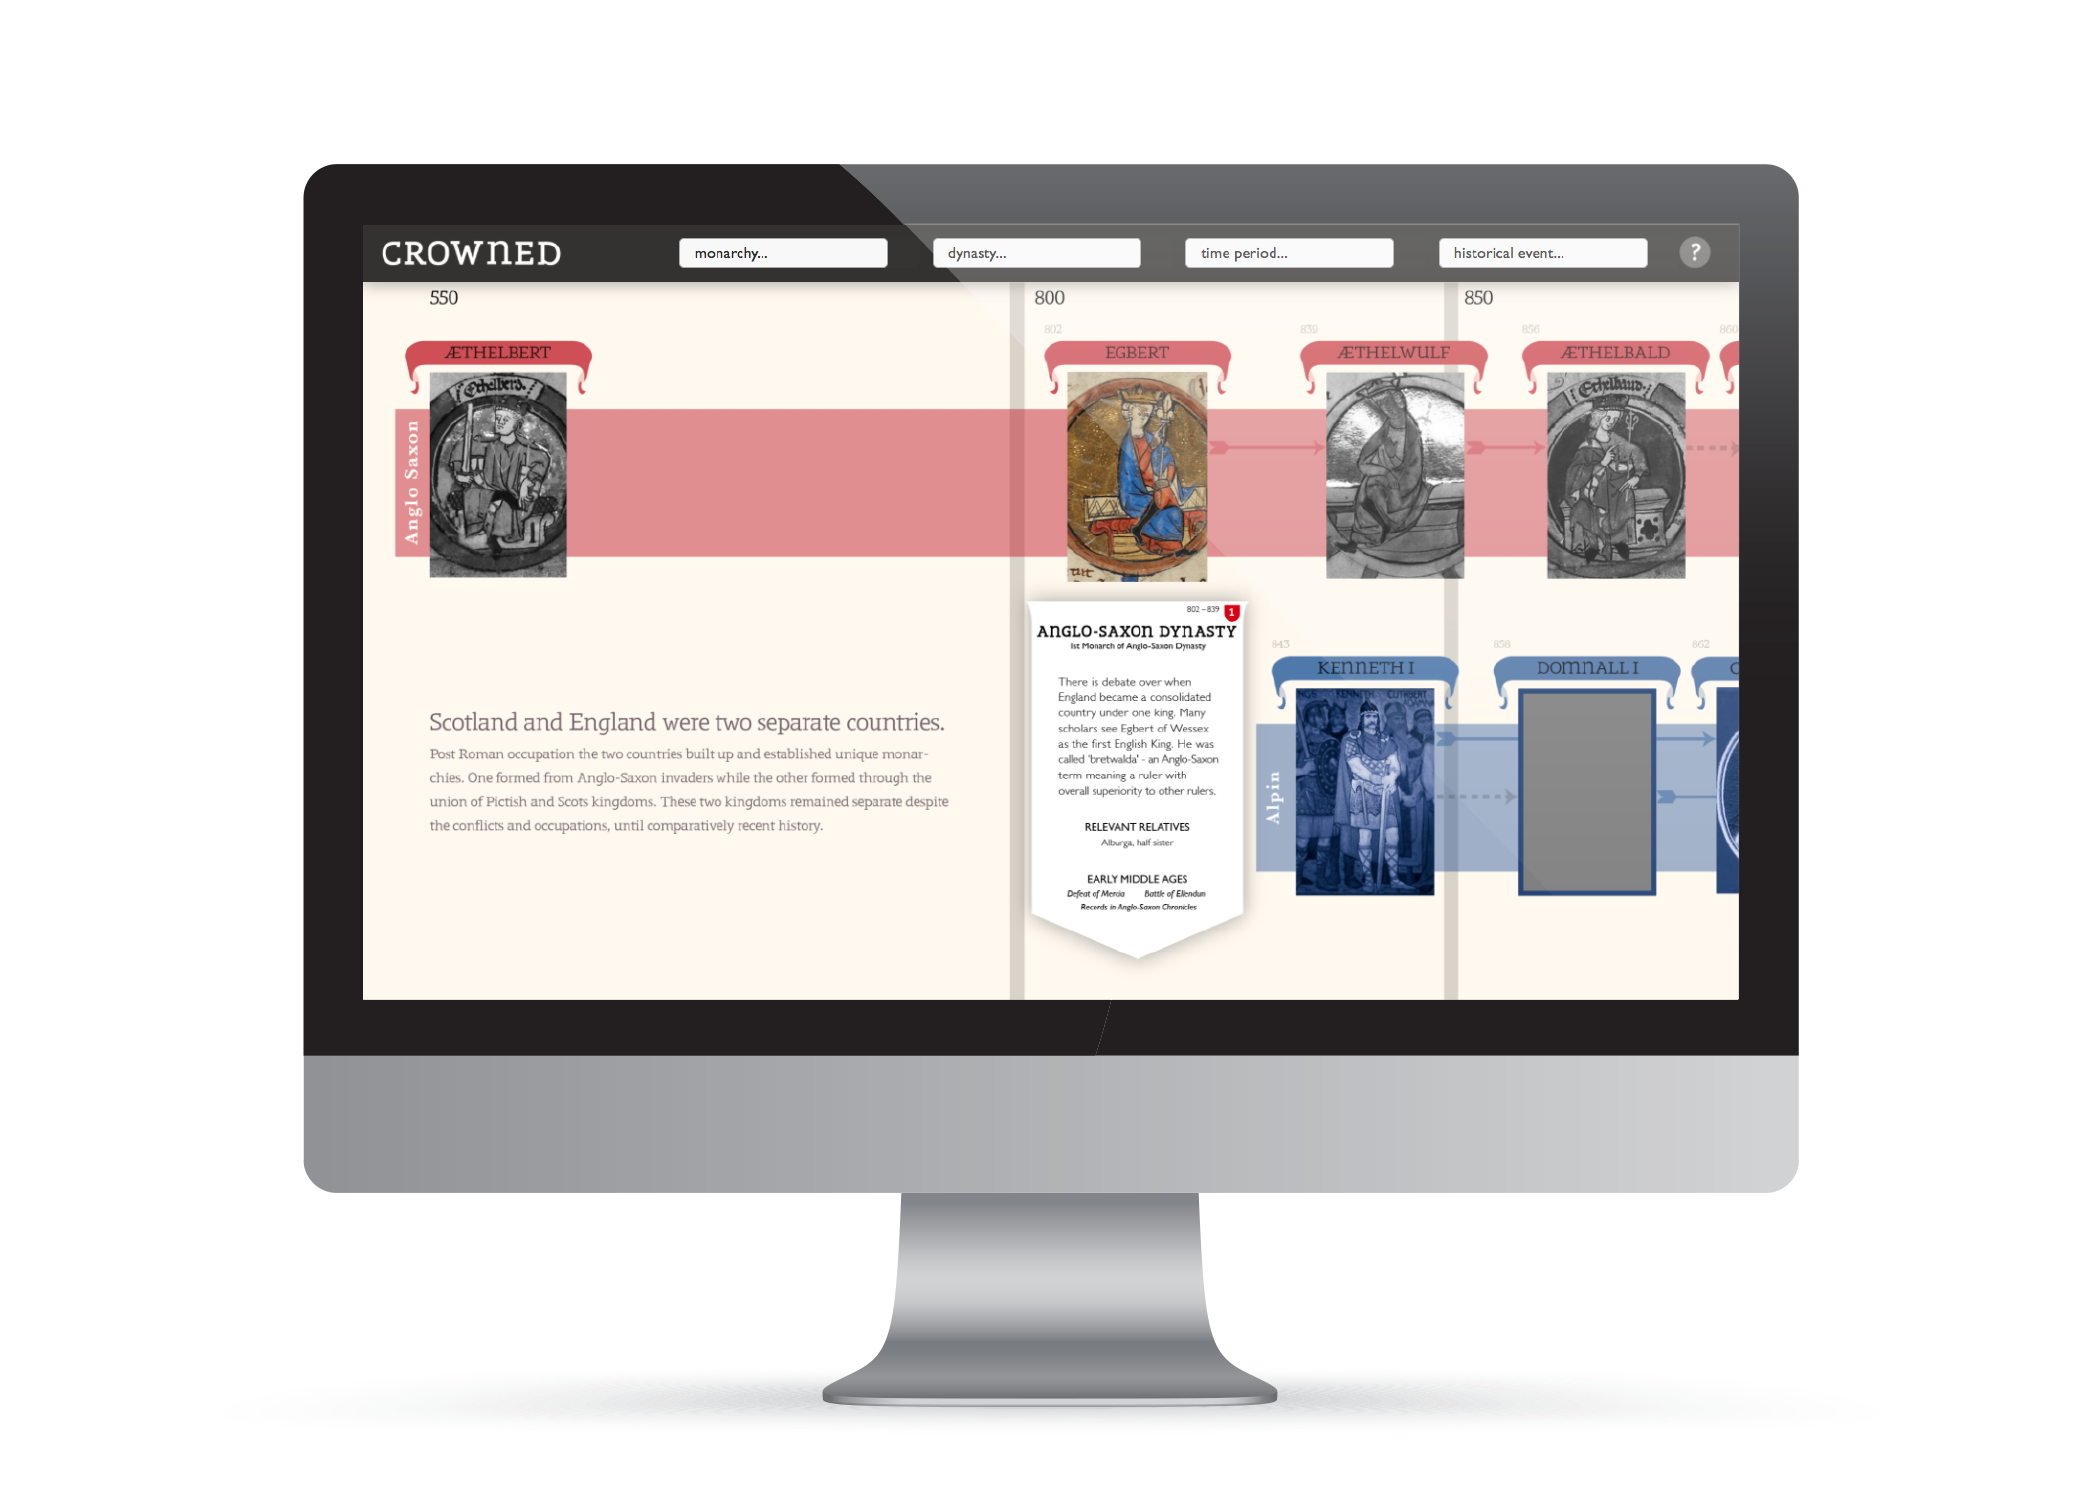 CROWNED
monarchy...
dynasty...
time period...
historical event...
?
550
800
850
802
839
856
860
ÆTHELBERT
EGBERT
ÆTHELWULF
ÆTHELBALD
Ethelberd.
Ethelbaud.
Anglo Saxon
802 – 839
1
ANGLO-SAXON DYNASTY
1st Monarch of Anglo-Saxon Dynasty
There is debate over when
England became a consolidated
country under one king. Many
scholars see Egbert of Wessex
as the first English King. He was
called 'bretwalda' - an Anglo-Saxon
term meaning a ruler with
overall superiority to other rulers.
RELEVANT RELATIVES
Alburga, half sister
EARLY MIDDLE AGES
Defeat of Mercia
Battle of Ellendun
Records in Anglo-Saxon Chronicles
843
858
862
KENNETH I
DOMNALL I
C
KENNETH
CUTHBERT
Alpin
Scotland and England were two separate countries.
Post Roman occupation the two countries built up and established unique monar-
chies. One formed from Anglo-Saxon invaders while the other formed through the
union of Pictish and Scots kingdoms. These two kingdoms remained separate despite
the conflicts and occupations, until comparatively recent history.